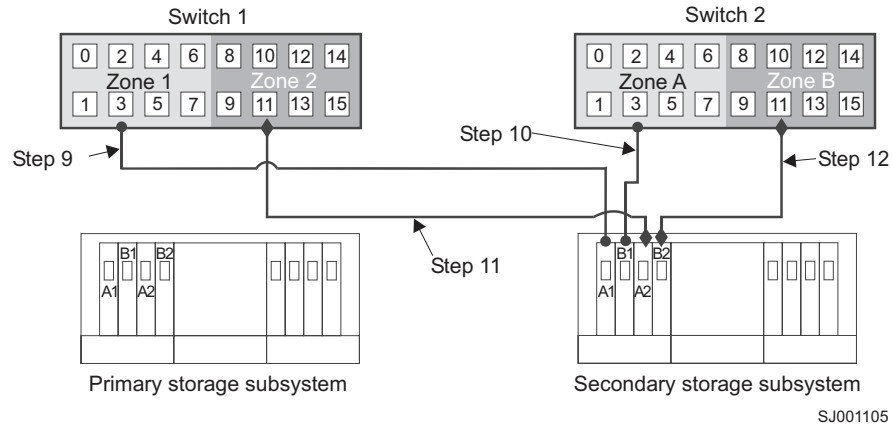 Switch 1
Switch 2
0 2 4 6 8 10 12 14
Zone 1 Zone 2
1 3 5 7 9 11 13 15
0 2 4 6 8 10 12 14
Zone A Zone B
1 3 5 7 9 11 13 15
Step 9
Step 10
Step 12
Step 11
B1 B2
A1 A2
B1 B2
A1 A2
Primary storage subsystem
Secondary storage subsystem
SJ001105